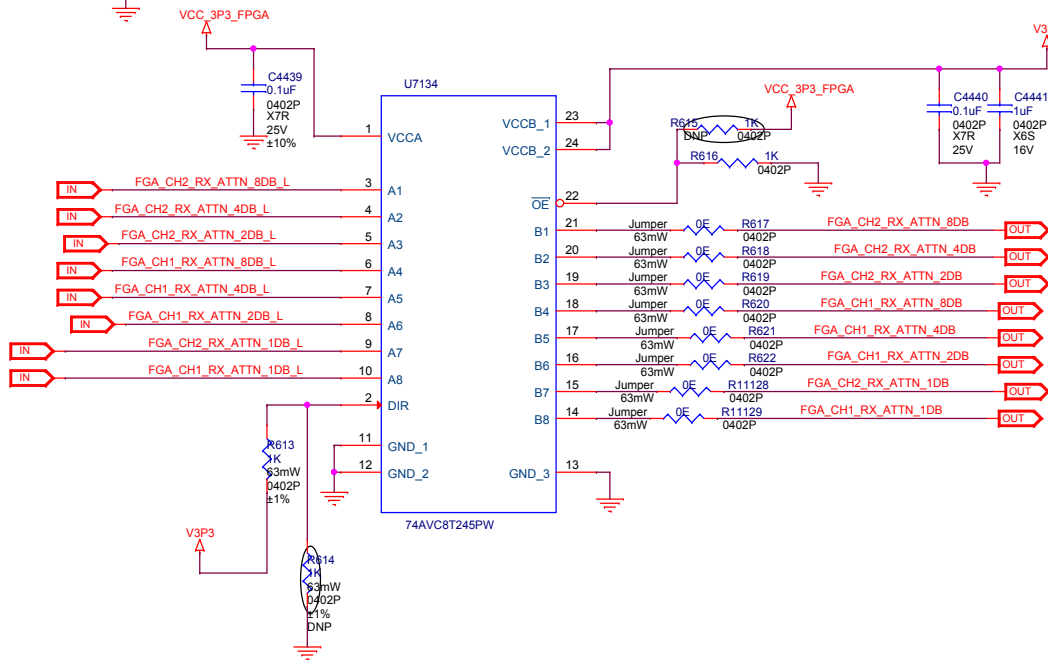 VCC_3P3_FPGA
C4439
0.1uF
0402P
X7R
25V
±10%
U7134
74AVC8T245PW
1 VCCA
3 A1
4 A2
5 A3
6 A4
7 A5
8 A6
9 A7
10 A8
2 DIR
11 GND_1
12 GND_2
23 VCCB_1
24 VCCB_2
22 OE
21 B1
20 B2
19 B3
18 B4
17 B5
16 B6
15 B7
14 B8
13 GND_3
IN FGA_CH2_RX_ATTN_8DB_L
IN FGA_CH2_RX_ATTN_4DB_L
IN FGA_CH2_RX_ATTN_2DB_L
IN FGA_CH1_RX_ATTN_8DB_L
IN FGA_CH1_RX_ATTN_4DB_L
IN FGA_CH1_RX_ATTN_2DB_L
IN FGA_CH2_RX_ATTN_1DB_L
IN FGA_CH1_RX_ATTN_1DB_L
R613
1K
63mW
0402P
±1%
V3P3
R614
1K
63mW
0402P
±1%
DNP
VCC_3P3_FPGA
R615 1K
DNP 0402P
R616 1K
0402P
V3
C4440
0.1uF
0402P
X7R
25V
C4441
1uF
0402P
X6S
16V
Jumper 0E R617 FGA_CH2_RX_ATTN_8DB OUT
63mW 0402P
Jumper 0E R618 FGA_CH2_RX_ATTN_4DB OUT
63mW 0402P
Jumper 0E R619 FGA_CH2_RX_ATTN_2DB OUT
63mW 0402P
Jumper 0E R620 FGA_CH1_RX_ATTN_8DB OUT
63mW 0402P
Jumper 0E R621 FGA_CH1_RX_ATTN_4DB OUT
63mW 0402P
Jumper 0E R622 FGA_CH1_RX_ATTN_2DB OUT
63mW 0402P
Jumper 0E R11128 FGA_CH2_RX_ATTN_1DB OUT
63mW 0402P
Jumper 0E R11129 FGA_CH1_RX_ATTN_1DB OUT
63mW 0402P